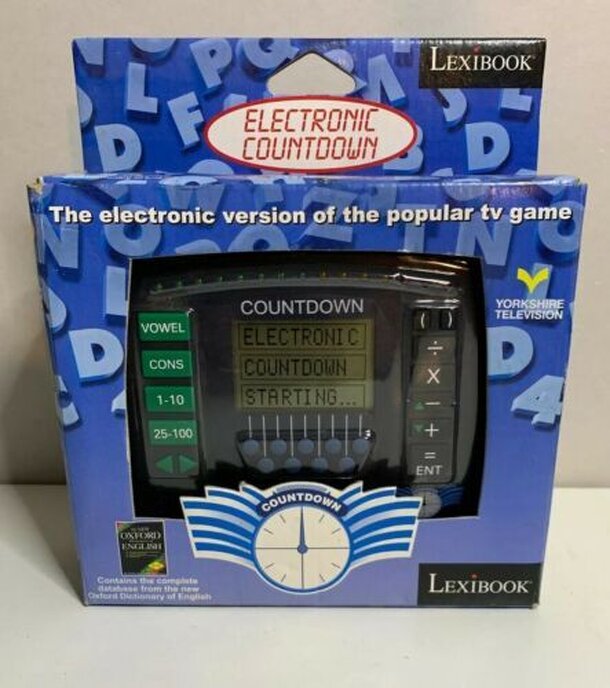 LEXIBOOK
ELECTRONIC
COUNTDOWN
The electronic version of the popular tv game
YORKSHIRE
TELEVISION
COUNTDOWN
VOWEL
CONS
1-10
25-100
ELECTRONIC
COUNTDOWN
STARTING...
( )
÷
X
−
+
=
ENT
COUNTDOWN
OXFORD
ENGLISH
Contains the complete
database from the new
Oxford Dictionary of English
LEXIBOOK